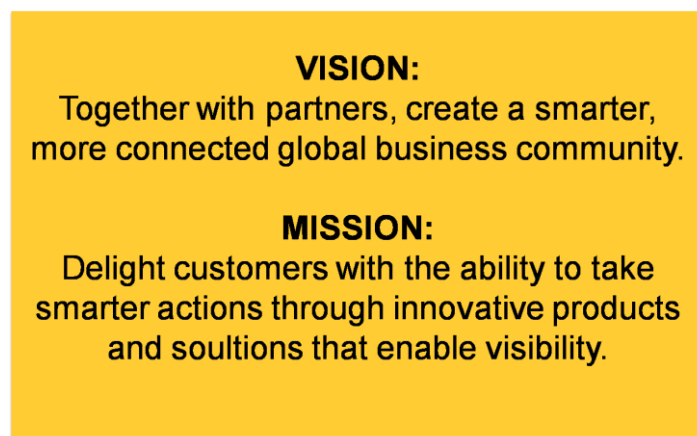 VISION:
Together with partners, create a smarter,
more connected global business community.
MISSION:
Delight customers with the ability to take
smarter actions through innovative products
and soultions that enable visibility.